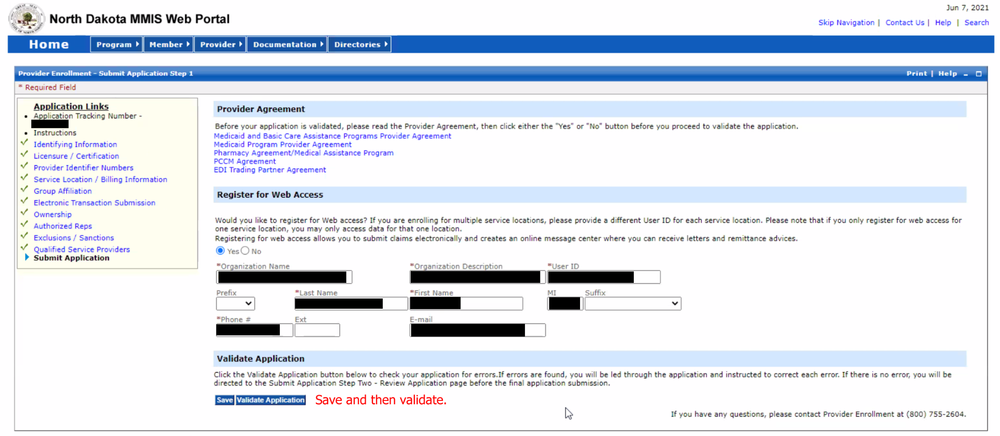 Jun 7, 2021
North Dakota MMIS Web Portal
Skip Navigation | Contact Us | Help | Search
Home Program Member Provider Documentation Directories
Provider Enrollment - Submit Application Step 1
Print | Help
* Required Field
Application Links
Application Tracking Number -
Instructions
Identifying Information
Licensure / Certification
Provider Identifier Numbers
Service Location / Billing Information
Group Affiliation
Electronic Transaction Submission
Ownership
Authorized Reps
Exclusions / Sanctions
Qualified Service Providers
Submit Application
Provider Agreement
Before your application is validated, please read the Provider Agreement, then click either the "Yes" or "No" button before you proceed to validate the application.
Medicaid and Basic Care Assistance Programs Provider Agreement
Medicaid Program Provider Agreement
Pharmacy Agreement/Medical Assistance Program
PCCM Agreement
EDI Trading Partner Agreement
Register for Web Access
Would you like to register for Web access? If you are enrolling for multiple service locations, please provide a different User ID for each service location. Please note that if you only register for web access for
one service location, you may only access data for that one location.
Registering for web access allows you to submit claims electronically and creates an online message center where you can receive letters and remittance advices.
Yes No
*Organization Name *Organization Description *User ID
Prefix *Last Name *First Name MI Suffix
*Phone # Ext E-mail
Validate Application
Click the Validate Application button below to check your application for errors.If errors are found, you will be led through the application and instructed to correct each error. If there is no error, you will be
directed to the Submit Application Step Two - Review Application page before the final application submission.
Save Validate Application Save and then validate.
If you have any questions, please contact Provider Enrollment at (800) 755-2604.